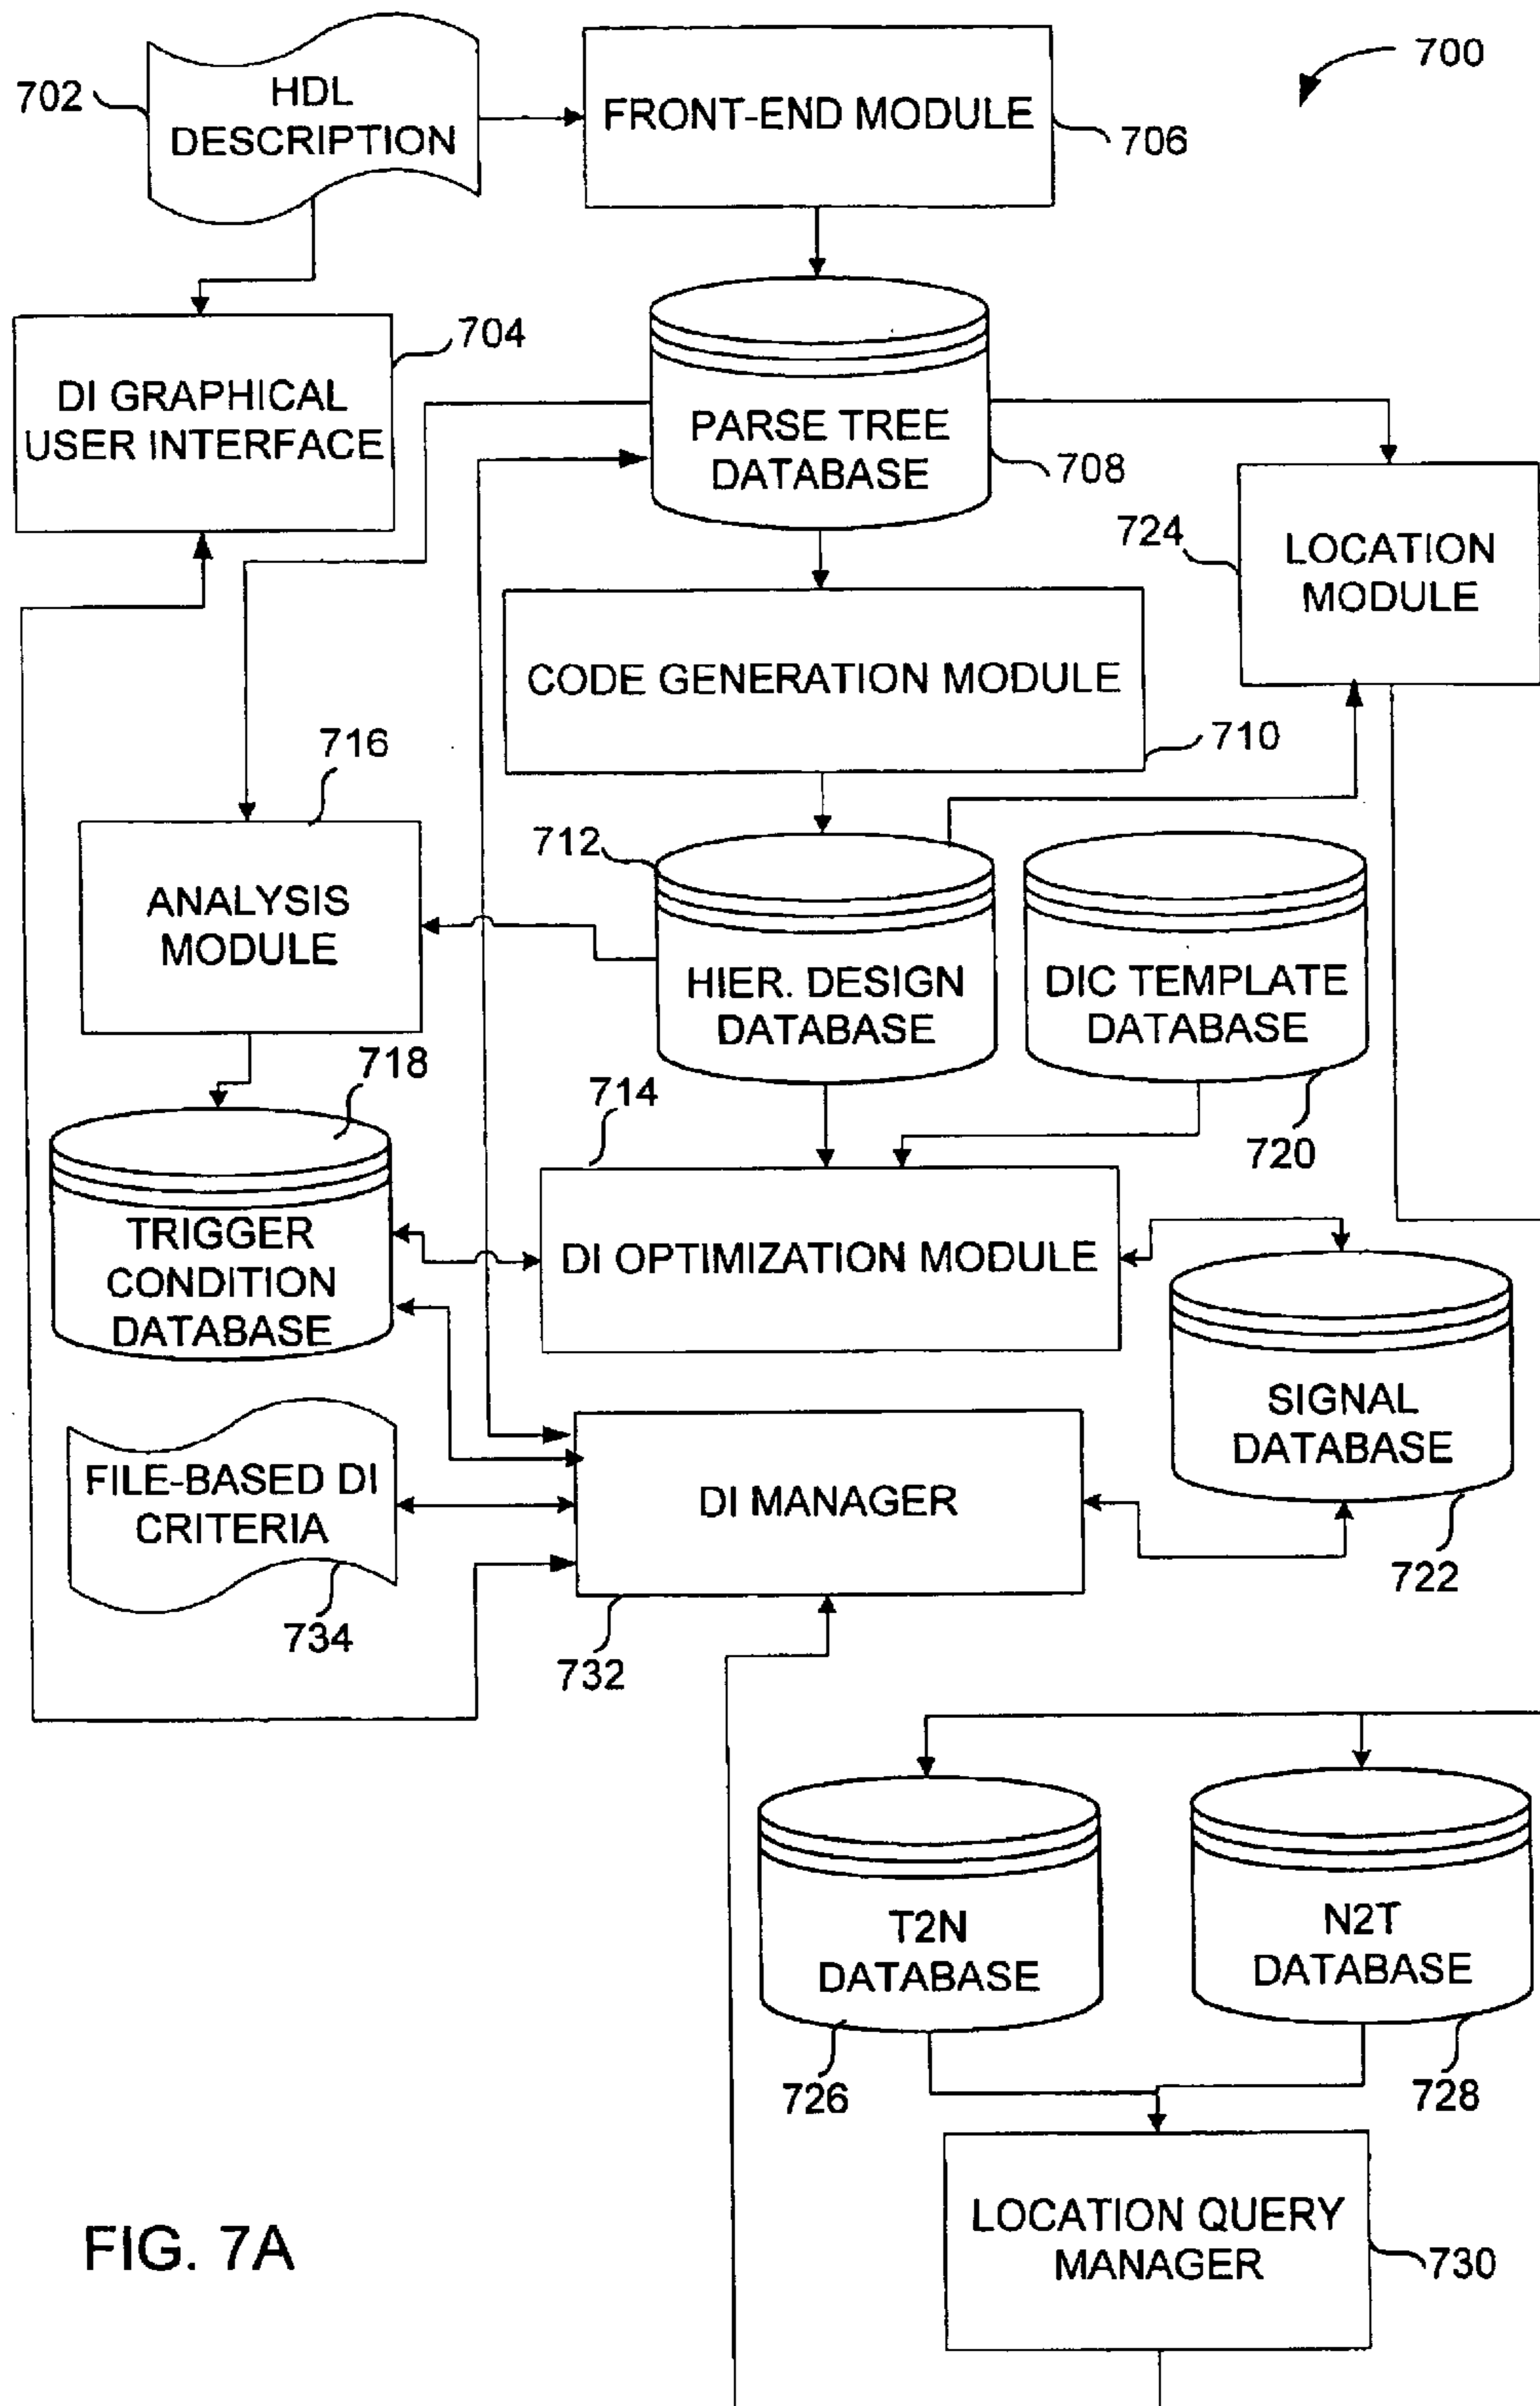 700
702
HDL
DESCRIPTION
FRONT-END MODULE
706
704
DI GRAPHICAL
USER INTERFACE
PARSE TREE
DATABASE
708
724
LOCATION
MODULE
CODE GENERATION MODULE
710
716
ANALYSIS
MODULE
712
HIER. DESIGN
DATABASE
DIC TEMPLATE
DATABASE
720
718
TRIGGER
CONDITION
DATABASE
714
DI OPTIMIZATION MODULE
SIGNAL
DATABASE
722
FILE-BASED DI
CRITERIA
734
DI MANAGER
732
T2N
DATABASE
726
N2T
DATABASE
728
LOCATION QUERY
MANAGER
730
FIG. 7A